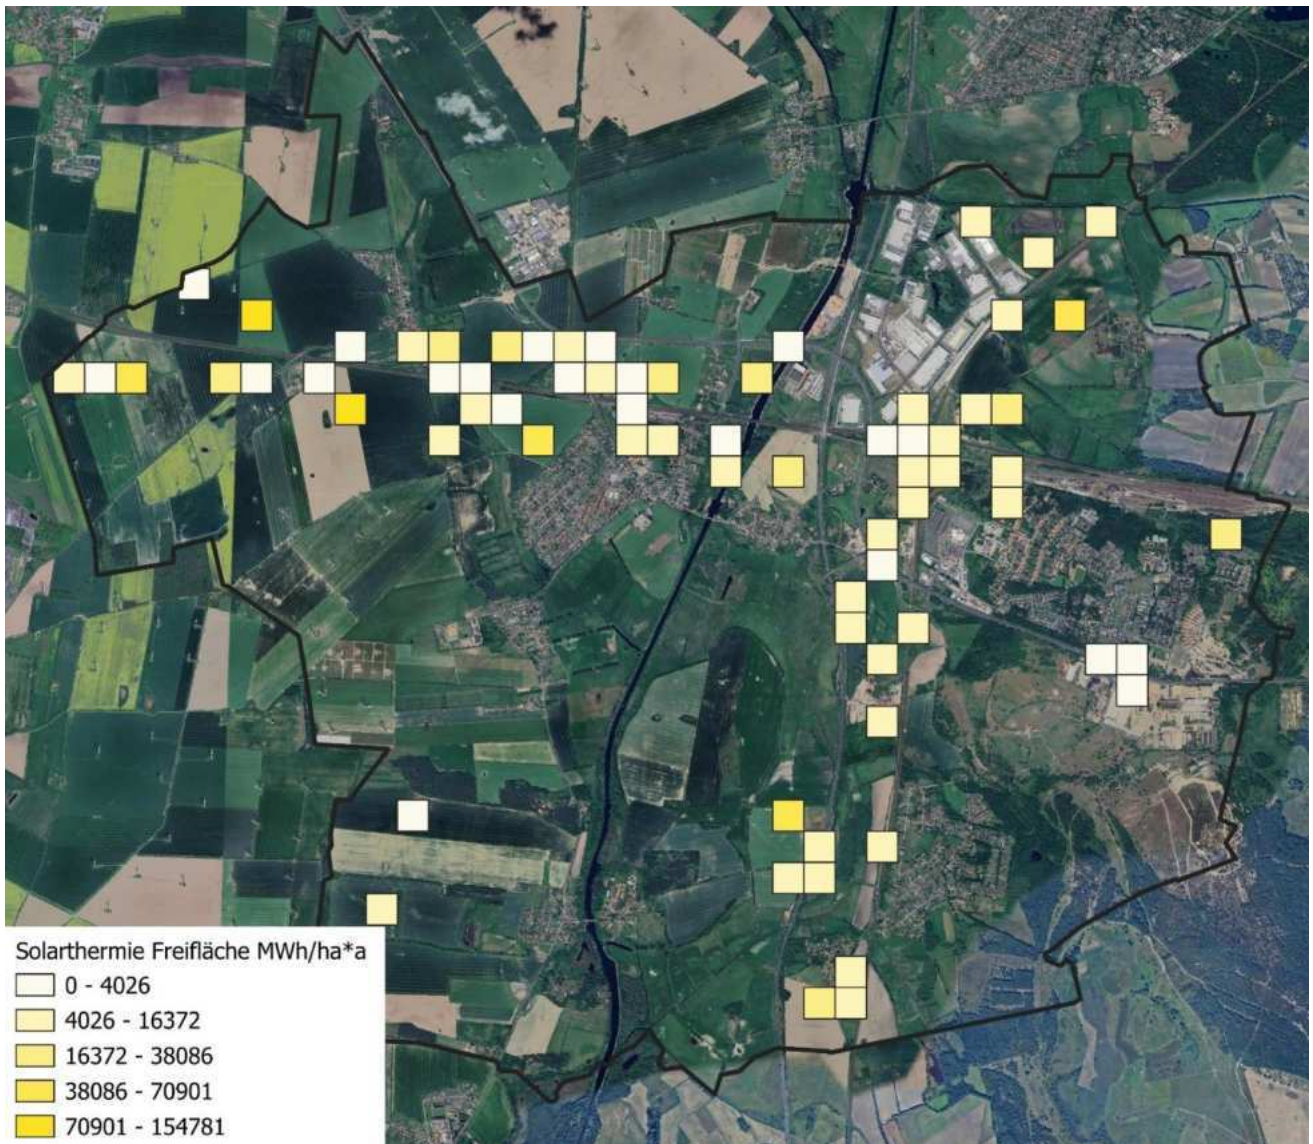 Solarthermie Freifläche MWh/ha*a
0 - 4026
4026 - 16372
16372 - 38086
38086 - 70901
70901 - 154781